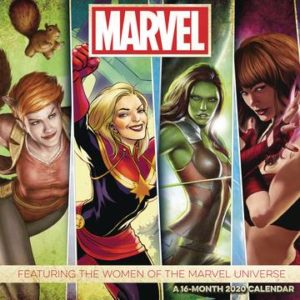 MARVEL
FEATURING THE WOMEN OF THE MARVEL UNIVERSE
A 16-MONTH 2020 CALENDAR